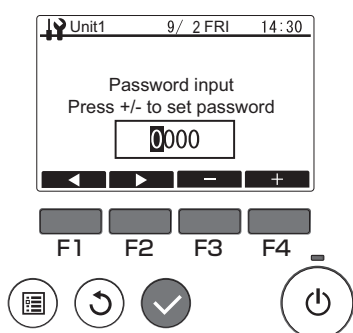 Unit1 9/ 2 FRI 14:30
Password input
Press +/- to set password
0000
− +
F1 F2 F3 F4